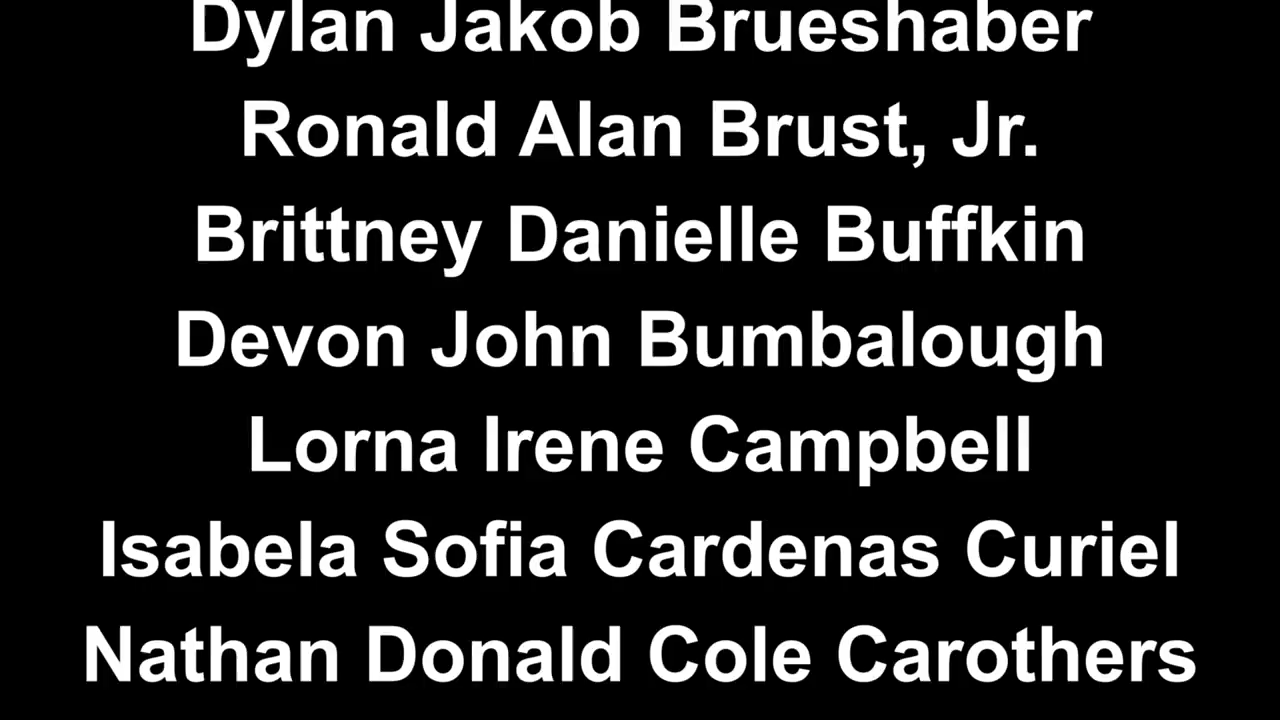 Dylan Jakob Brueshaber
Ronald Alan Brust, Jr.
Brittney Danielle Buffkin
Devon John Bumbalough
Lorna Irene Campbell
Isabela Sofia Cardenas Curiel
Nathan Donald Cole Carothers